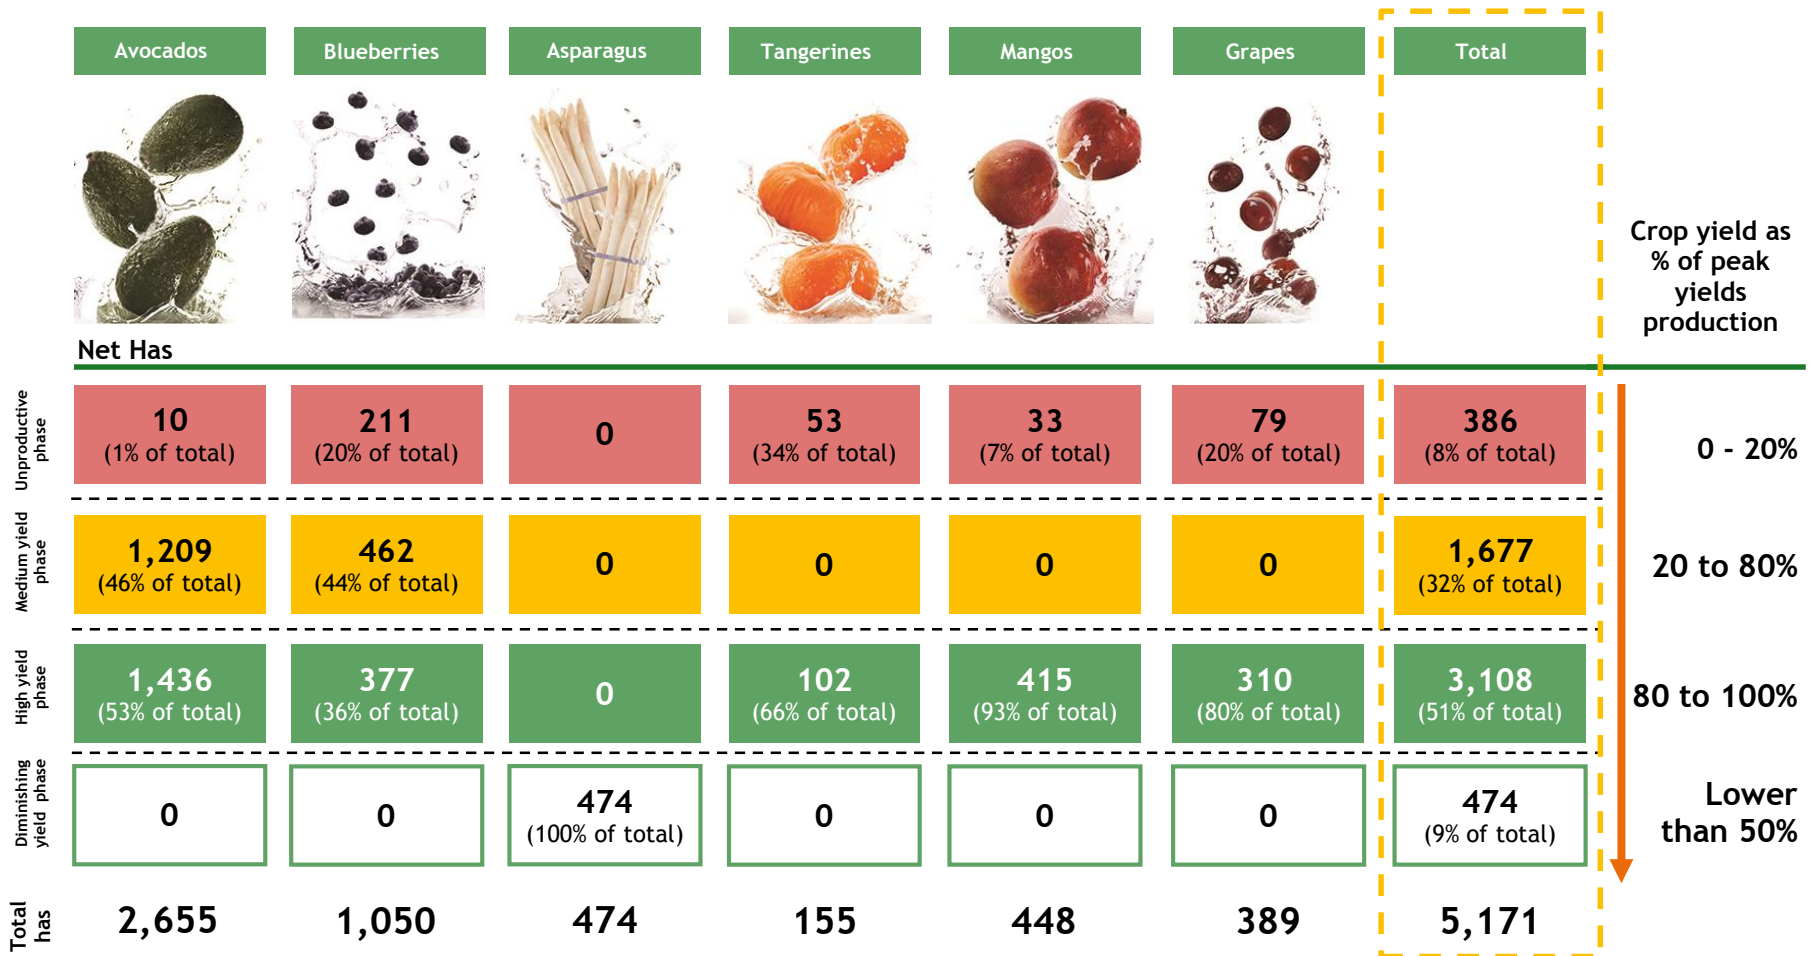 Avocados
Blueberries
Asparagus
Tangerines
Mangos
Grapes
Total
Crop yield as
% of peak
yields
production
Net Has
Unproductive
phase
10
(1% of total)
211
(20% of total)
0
53
(34% of total)
33
(7% of total)
79
(20% of total)
386
(8% of total)
0 - 20%
Medium yield
phase
1,209
(46% of total)
462
(44% of total)
0
0
0
0
1,677
(32% of total)
20 to 80%
High yield
phase
1,436
(53% of total)
377
(36% of total)
0
102
(66% of total)
415
(93% of total)
310
(80% of total)
3,108
(51% of total)
80 to 100%
Diminishing
yield phase
0
0
474
(100% of total)
0
0
0
474
(9% of total)
Lower
than 50%
Total
has
2,655
1,050
474
155
448
389
5,171